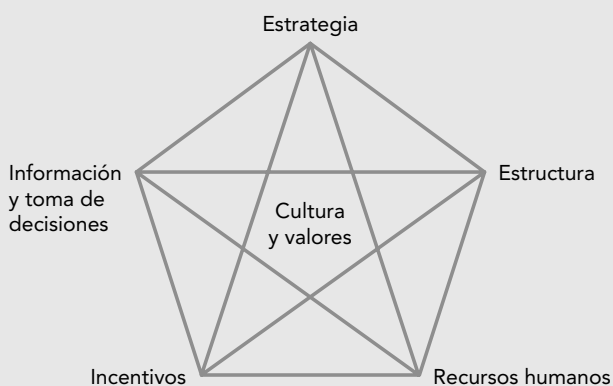 Estrategia
Información
y toma de
decisiones
Estructura
Cultura
y valores
Incentivos
Recursos humanos